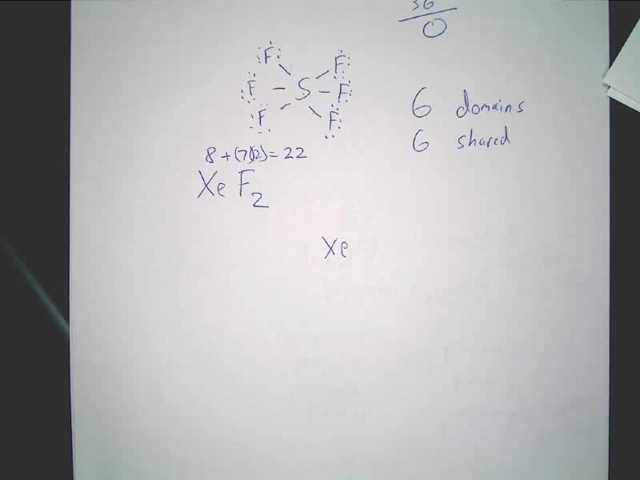 36
0
F F
F S F
F F
6 domains
6 shared
8 + (7)(2) = 22
XeF₂
Xe